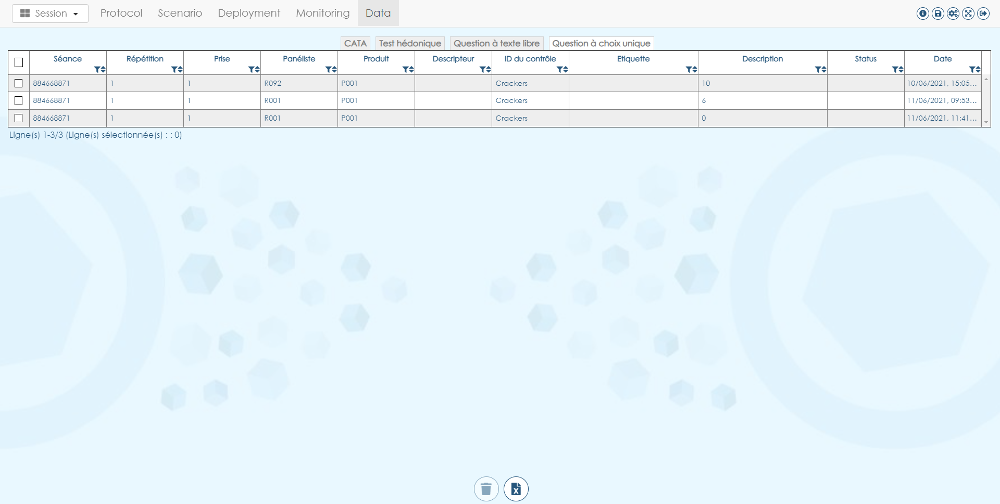 Session Protocol Scenario Deployment Monitoring Data
CATA Test hédonique Question à texte libre Question à choix unique
Séance Répétition Prise Panéliste Produit Descripteur ID du contrôle Etiquette Description Status Date
884668871 1 1 R092 P001 Crackers 10 10/06/2021, 15:05...
884668871 1 1 R001 P001 Crackers 6 11/06/2021, 09:53...
884668871 1 1 R001 P001 Crackers 0 11/06/2021, 11:41...
Ligne(s) 1-3/3 (Ligne(s) sélectionnée(s) : : 0)